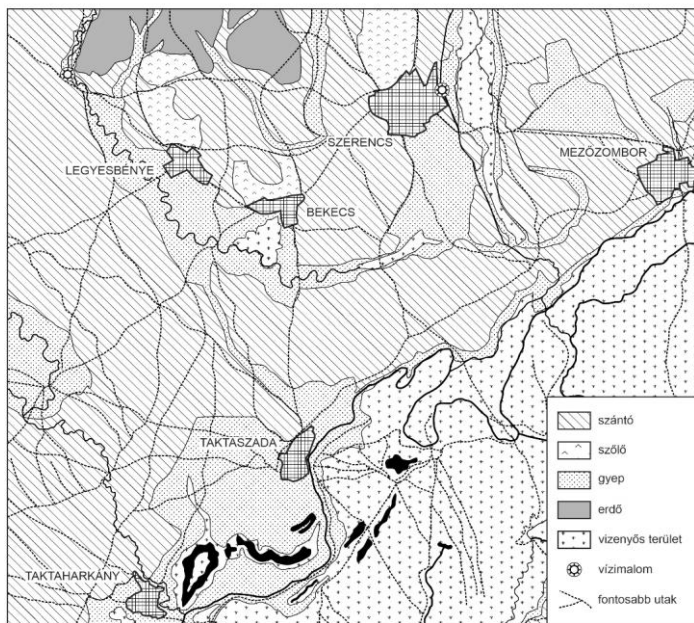 SZERENCS
MEZŐZOMBOR
LEGYESBÉNYE
BEKECS
TAKTASZADA
TAKTAHARKÁNY
szántó
szőlő
gyep
erdő
vizenyős terület
vízimalom
fontosabb utak